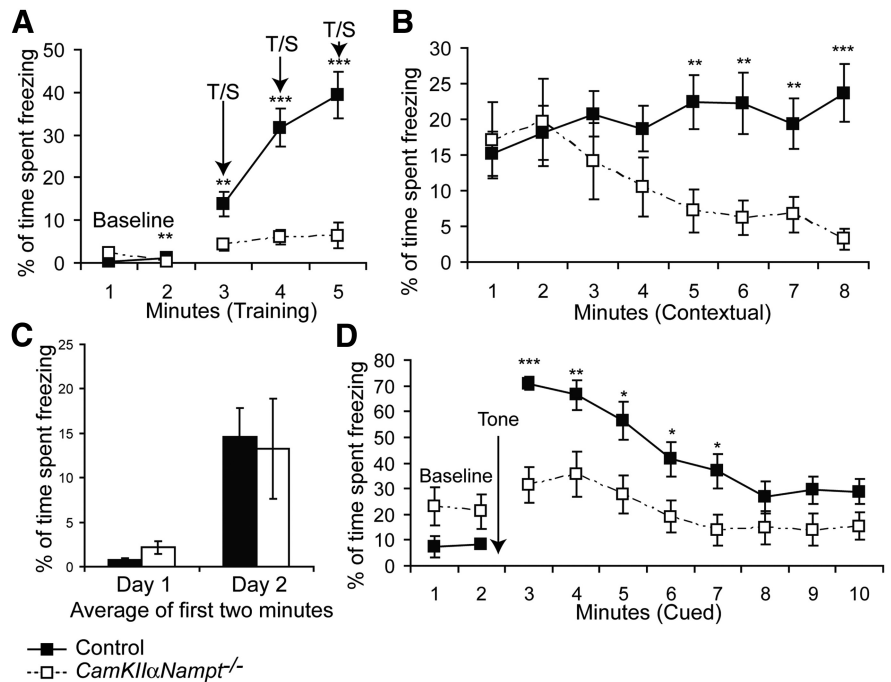 A
% of time spent freezing
50
40
30
20
10
0
T/S
T/S
T/S
**
***
***
Baseline
**
1 2 3 4 5
Minutes (Training)
B
% of time spent freezing
30
25
20
15
10
5
0
** ** ** ***
1 2 3 4 5 6 7 8
Minutes (Contextual)
C
% of time spent freezing
25
20
15
10
5
0
Day 1 Day 2
Average of first two minutes
D
% of time spent freezing
80
70
60
50
40
30
20
10
0
Baseline
Tone
*** ** * * *
1 2 3 4 5 6 7 8 9 10
Minutes (Cued)
Control
CamKIIαNampt-/-